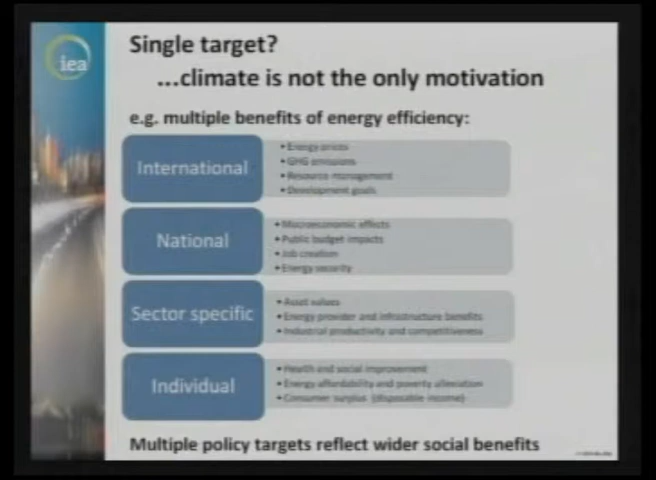 iea
Single target?
...climate is not the only motivation
e.g. multiple benefits of energy efficiency:
International
• Energy prices
• GHG emissions
• Resource management
• Development goals
National
• Macroeconomic effects
• Public budget impacts
• Job creation
• Energy security
Sector specific
• Asset values
• Energy provider and infrastructure benefits
• Industrial productivity and competitiveness
Individual
• Health and social improvement
• Energy affordability and poverty alleviation
• Consumer surplus (disposable income)
Multiple policy targets reflect wider social benefits